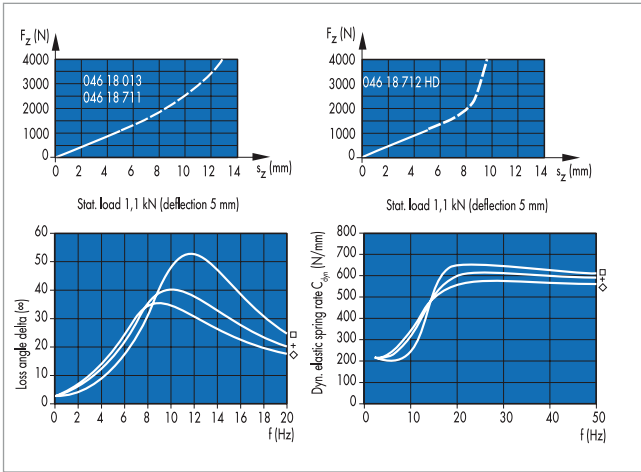 F_z (N)
4000
3000
2000
1000
0
046 18 013
046 18 711
0 2 4 6 8 10 12 14 s_z (mm)
F_z (N)
4000
3000
2000
1000
0
046 18 712 HD
0 2 4 6 8 10 12 14 s_z (mm)
Stat. load 1,1 kN (deflection 5 mm)
Loss angle delta (∞)
60
50
40
30
20
10
0
□
+
◇
0 2 4 6 8 10 12 14 16 18 20
f (Hz)
Stat. load 1,1 kN (deflection 5 mm)
Dyn. elastic spring rate C_dyn (N/mm)
800
700
600
500
400
300
200
100
□
+
◇
0 10 20 30 40 50
f (Hz)